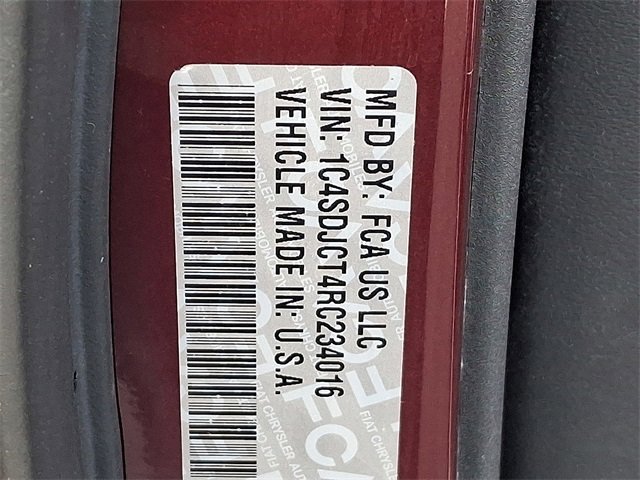 MFD BY: FCA US LLC
VIN: 1C4SDJCT4RC234016
VEHICLE MADE IN: U.S.A.